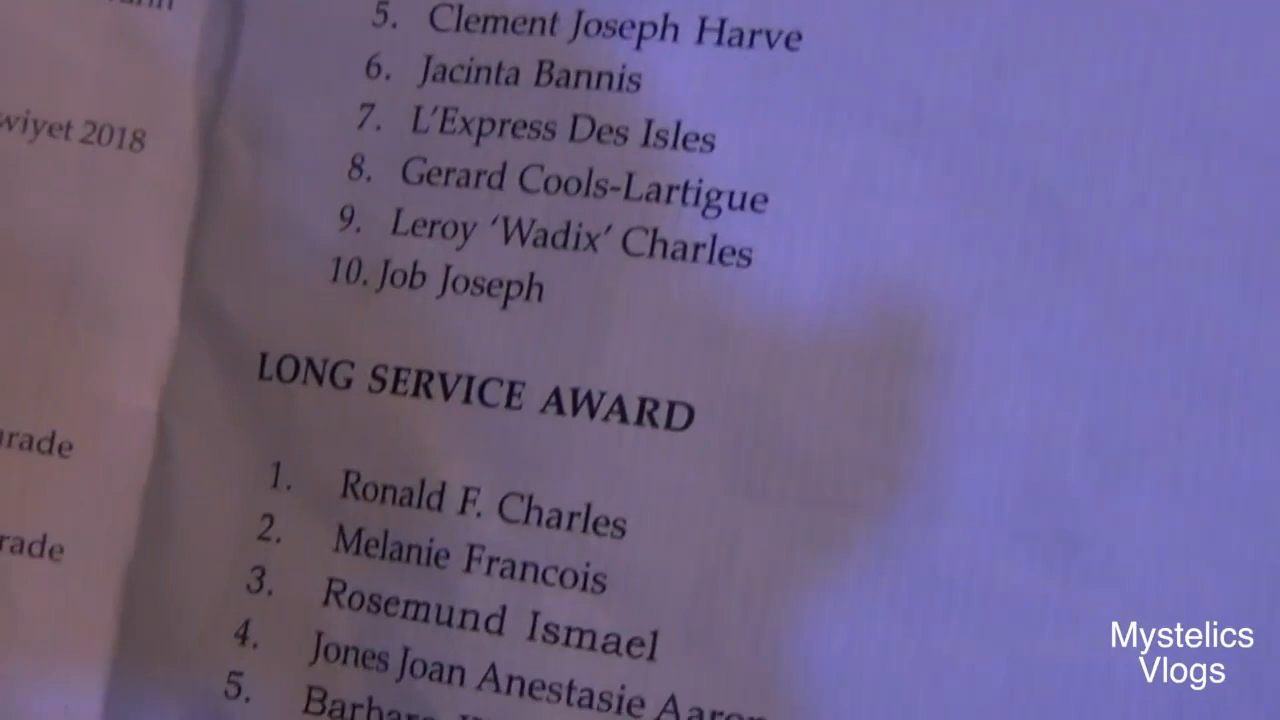 wiyet 2018
rade
rade
5. Clement Joseph Harve
6. Jacinta Bannis
7. L'Express Des Isles
8. Gerard Cools-Lartigue
9. Leroy 'Wadix' Charles
10. Job Joseph
LONG SERVICE AWARD
1. Ronald F. Charles
2. Melanie Francois
3. Rosemund Ismael
4. Jones Joan Anestasie
5.
Mystelics
Vlogs